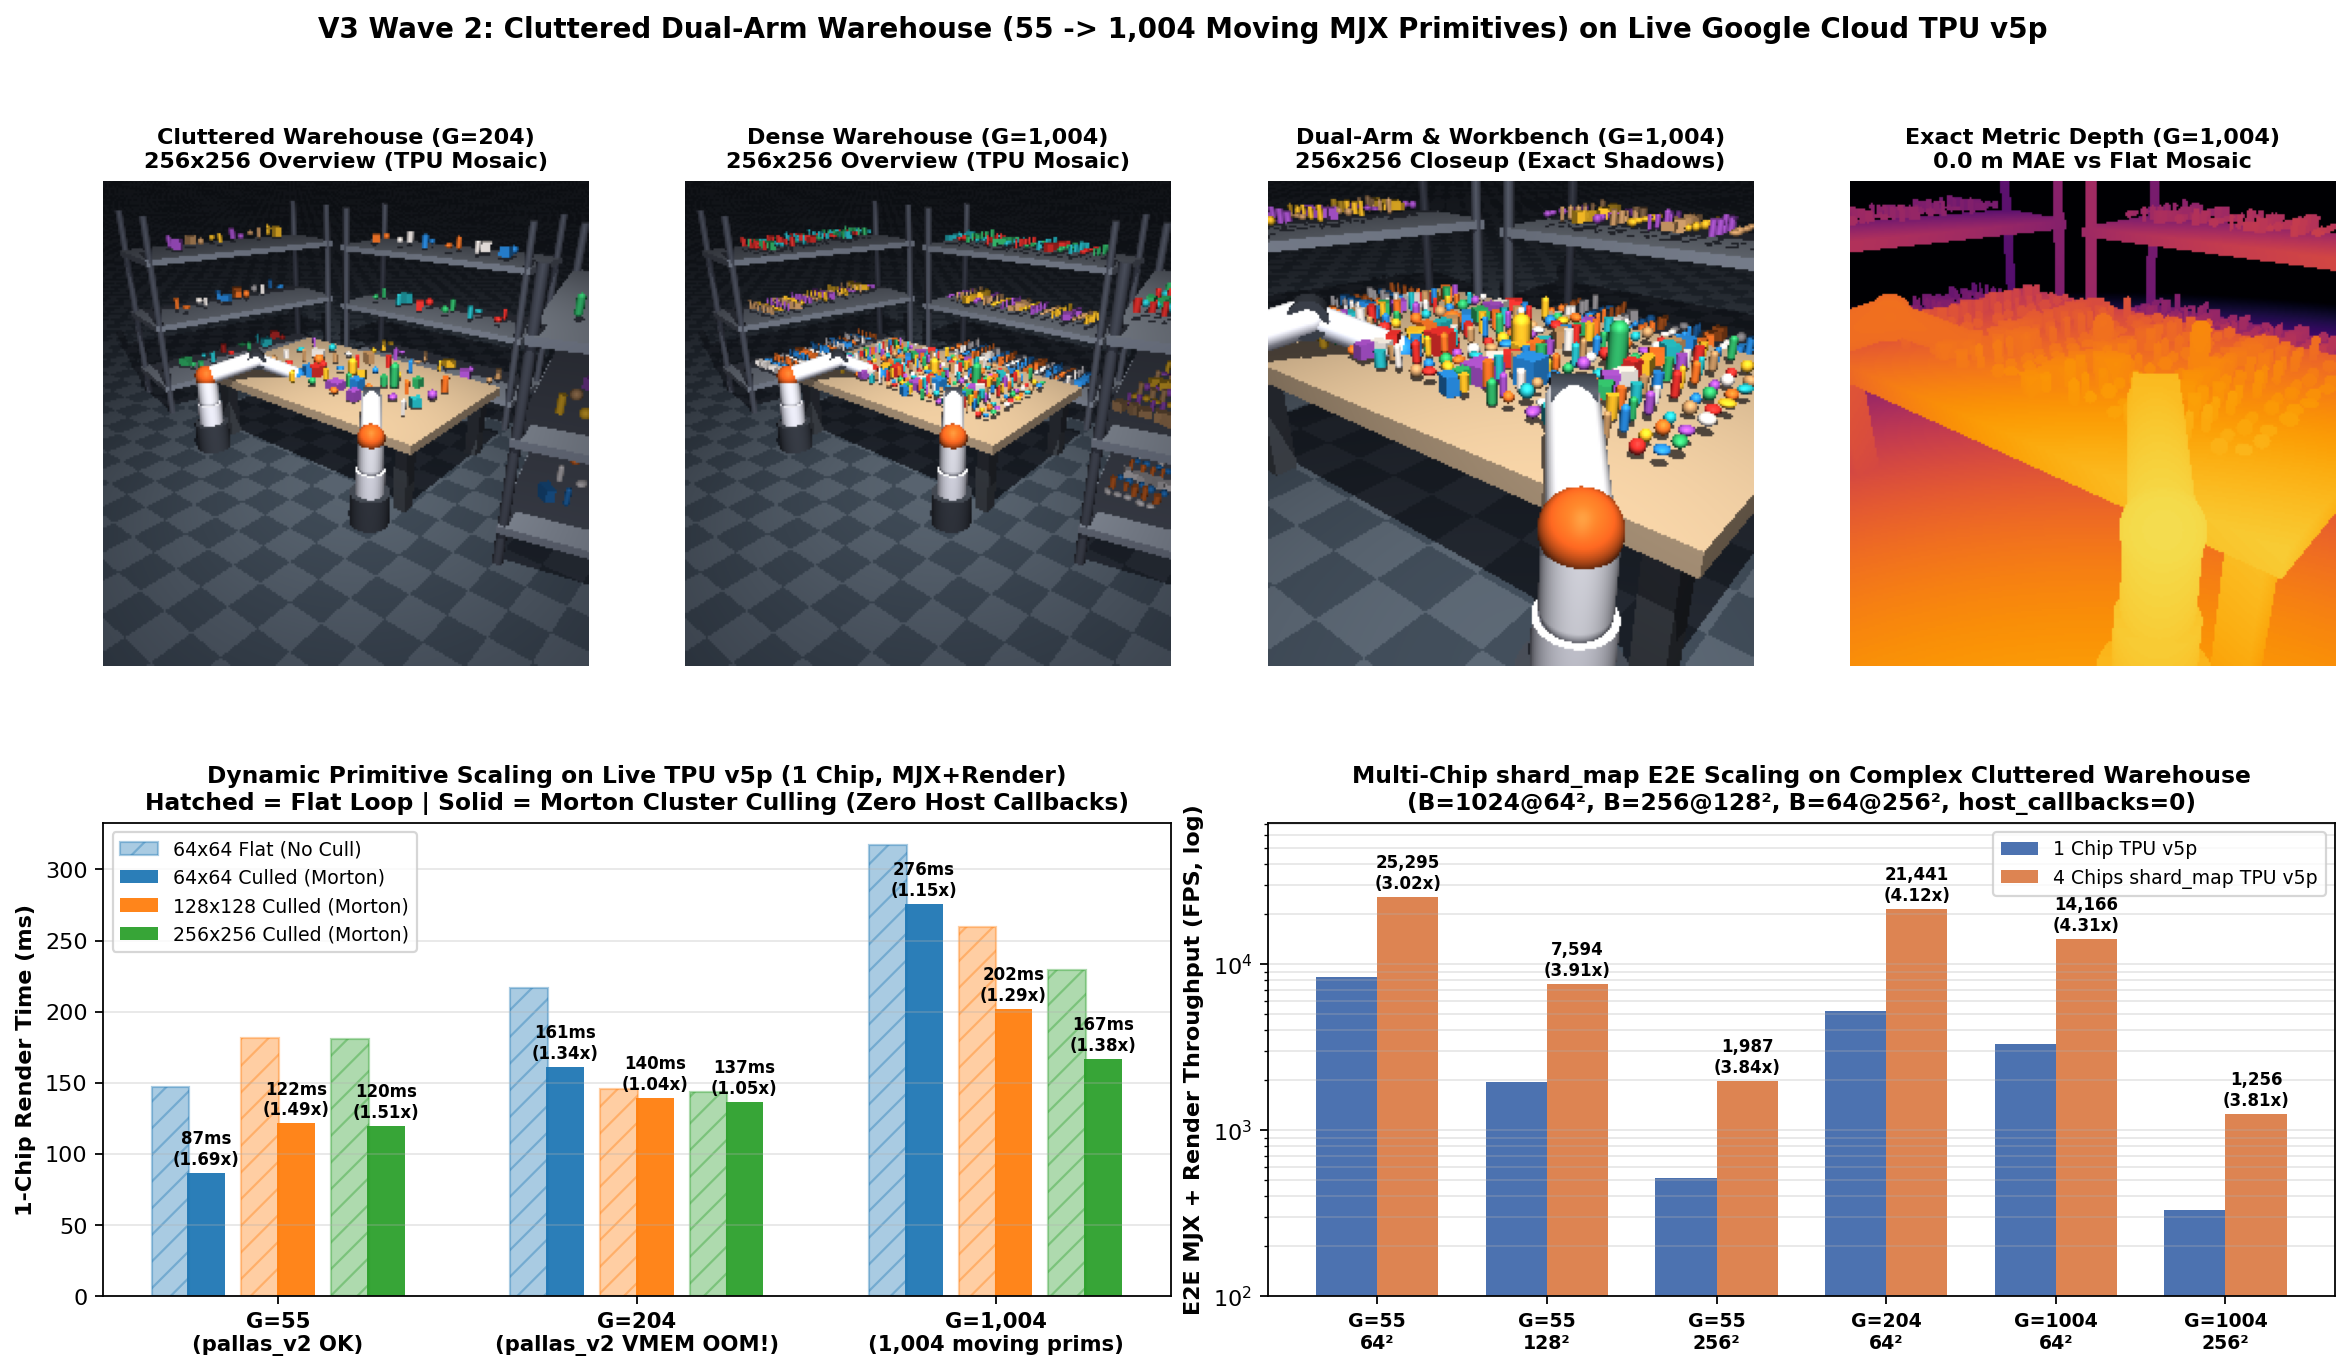 V3 Wave 2: Cluttered Dual-Arm Warehouse (55 -> 1,004 Moving MJX Primitives) on Live Google Cloud TPU v5p
Cluttered Warehouse (G=204)
256x256 Overview (TPU Mosaic)
Dense Warehouse (G=1,004)
256x256 Overview (TPU Mosaic)
Dual-Arm & Workbench (G=1,004)
256x256 Closeup (Exact Shadows)
Exact Metric Depth (G=1,004)
0.0 m MAE vs Flat Mosaic
Dynamic Primitive Scaling on Live TPU v5p (1 Chip, MJX+Render)
Hatched = Flat Loop | Solid = Morton Cluster Culling (Zero Host Callbacks)
1-Chip Render Time (ms)
300
250
200
150
100
50
0
64x64 Flat (No Cull)
64x64 Culled (Morton)
128x128 Culled (Morton)
256x256 Culled (Morton)
87ms
(1.69x)
122ms
(1.49x)
120ms
(1.51x)
161ms
(1.34x)
140ms
(1.04x)
137ms
(1.05x)
276ms
(1.15x)
202ms
(1.29x)
167ms
(1.38x)
G=55
(pallas_v2 OK)
G=204
(pallas_v2 VMEM OOM!)
G=1,004
(1,004 moving prims)
Multi-Chip shard_map E2E Scaling on Complex Cluttered Warehouse
(B=1024@64², B=256@128², B=64@256², host_callbacks=0)
E2E MJX + Render Throughput (FPS, log)
10⁴
10³
10²
1 Chip TPU v5p
4 Chips shard_map TPU v5p
25,295
(3.02x)
7,594
(3.91x)
1,987
(3.84x)
21,441
(4.12x)
14,166
(4.31x)
1,256
(3.81x)
G=55
64²
G=55
128²
G=55
256²
G=204
64²
G=1004
64²
G=1004
256²